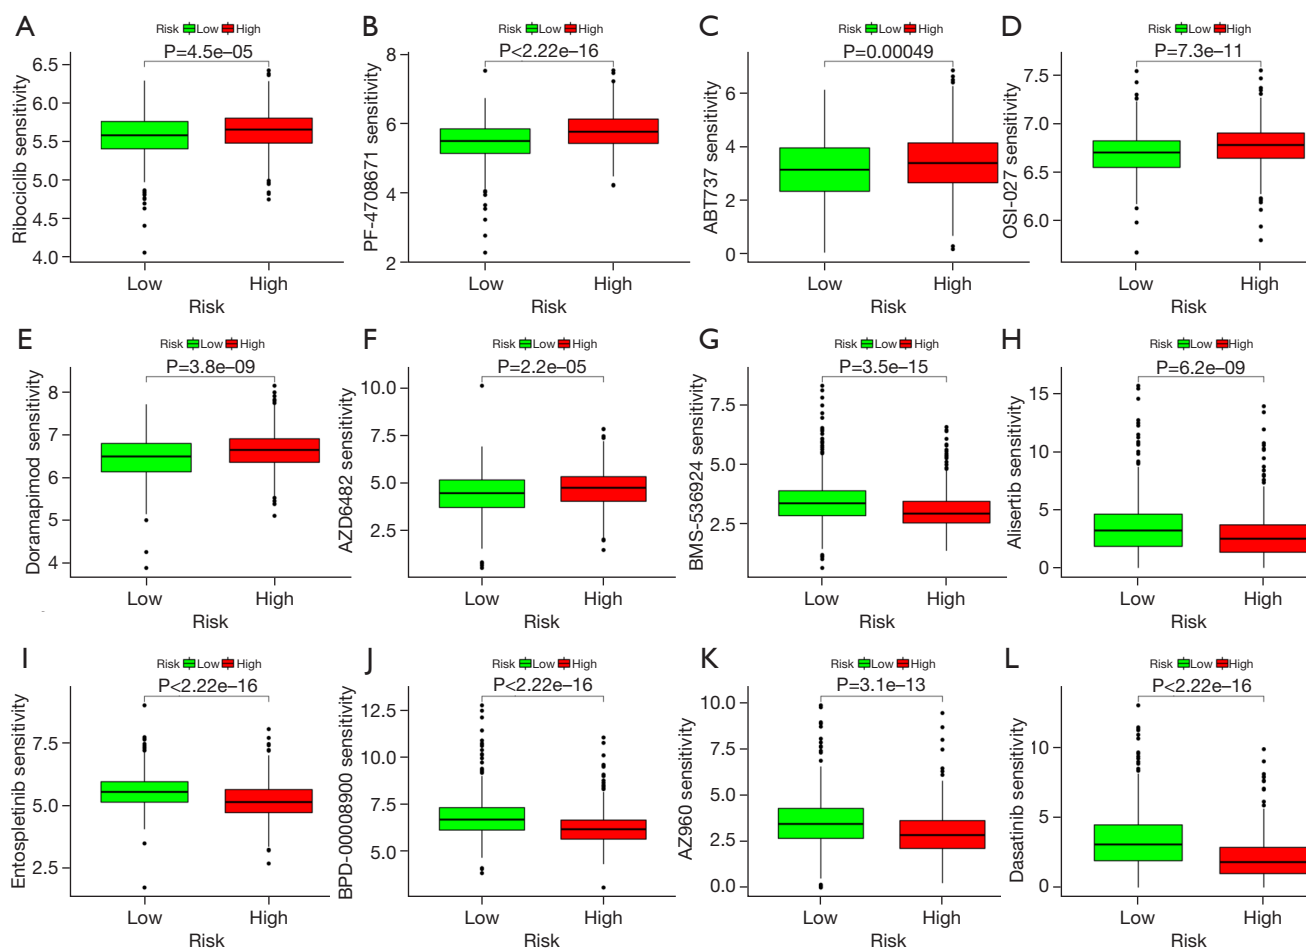 A
Risk Low High
P=4.5e–05
Ribociclib sensitivity
6.5
6.0
5.5
5.0
4.5
4.0
Low High
Risk
B
Risk Low High
P<2.22e–16
PF-4708671 sensitivity
8
6
4
2
Low High
Risk
C
Risk Low High
P=0.00049
ABT737 sensitivity
6
4
2
0
Low High
Risk
D
Risk Low High
P=7.3e–11
OSI-027 sensitivity
7.5
7.0
6.5
6.0
Low High
Risk
E
Risk Low High
P=3.8e–09
Doramapimod sensitivity
8
7
6
5
4
Low High
Risk
F
Risk Low High
P=2.2e–05
AZD6482 sensitivity
10.0
7.5
5.0
2.5
Low High
Risk
G
Risk Low High
P=3.5e–15
BMS-536924 sensitivity
7.5
5.0
2.5
Low High
Risk
H
Risk Low High
P=6.2e–09
Alisertib sensitivity
15
10
5
0
Low High
Risk
I
Risk Low High
P<2.22e–16
Entospletinib sensitivity
7.5
5.0
2.5
Low High
Risk
J
Risk Low High
P<2.22e–16
BPD-00008900 sensitivity
12.5
10.0
7.5
5.0
Low High
Risk
K
Risk Low High
P=3.1e–13
AZ960 sensitivity
10.0
7.5
5.0
2.5
0.0
Low High
Risk
L
Risk Low High
P<2.22e–16
Dasatinib sensitivity
10
5
0
Low High
Risk